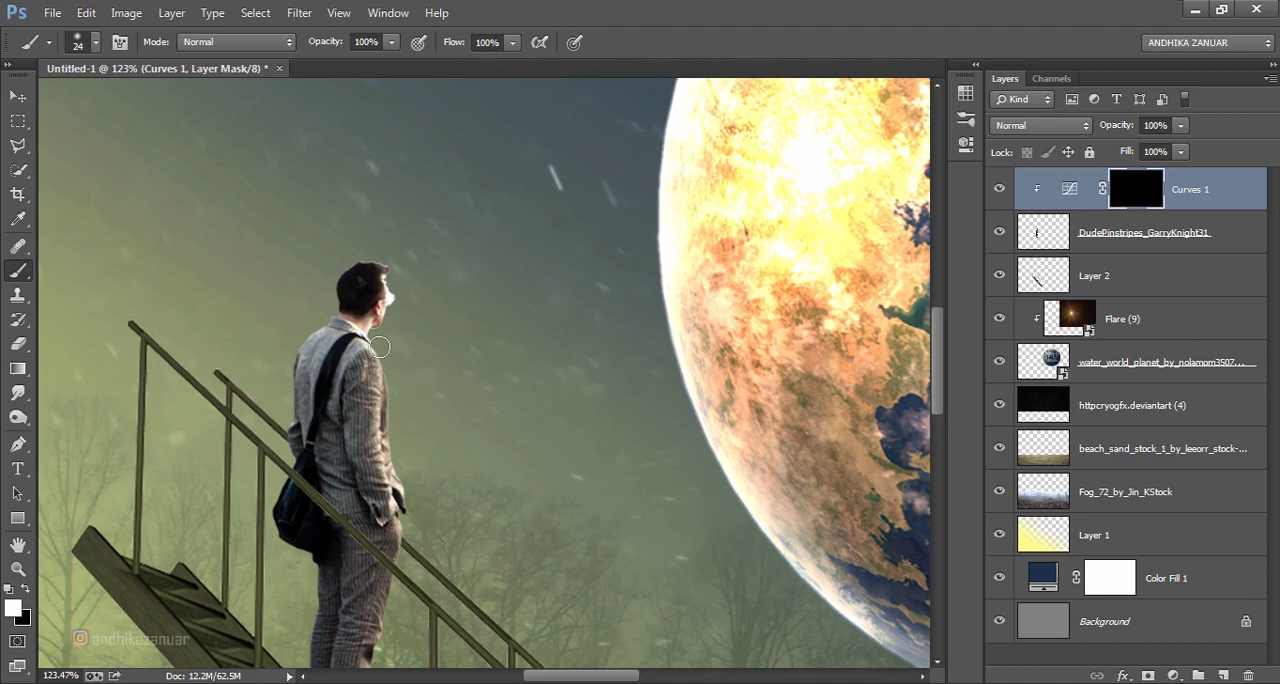 Ps File Edit Image Layer Type Select Filter View Window Help
24 Mode: Normal Opacity: 100% Flow: 100% ANDHIKA ZANUAR
Untitled-1 @ 123% (Curves 1, Layer Mask/8) * ×
Layers Channels
Kind
Normal Opacity: 100%
Lock: Fill: 100%
Curves 1
DudePinstripes_GarryKnight31
Layer 2
Flare (9)
water_world_planet_by_nolamom3507...
httpcryogfx.deviantart (4)
beach_sand_stock_1_by_leeorr_stock-...
Fog_72_by_Jin_KStock
Layer 1
Color Fill 1
Background
andhikazanuar
123.47% Doc: 12.2M/62.5M